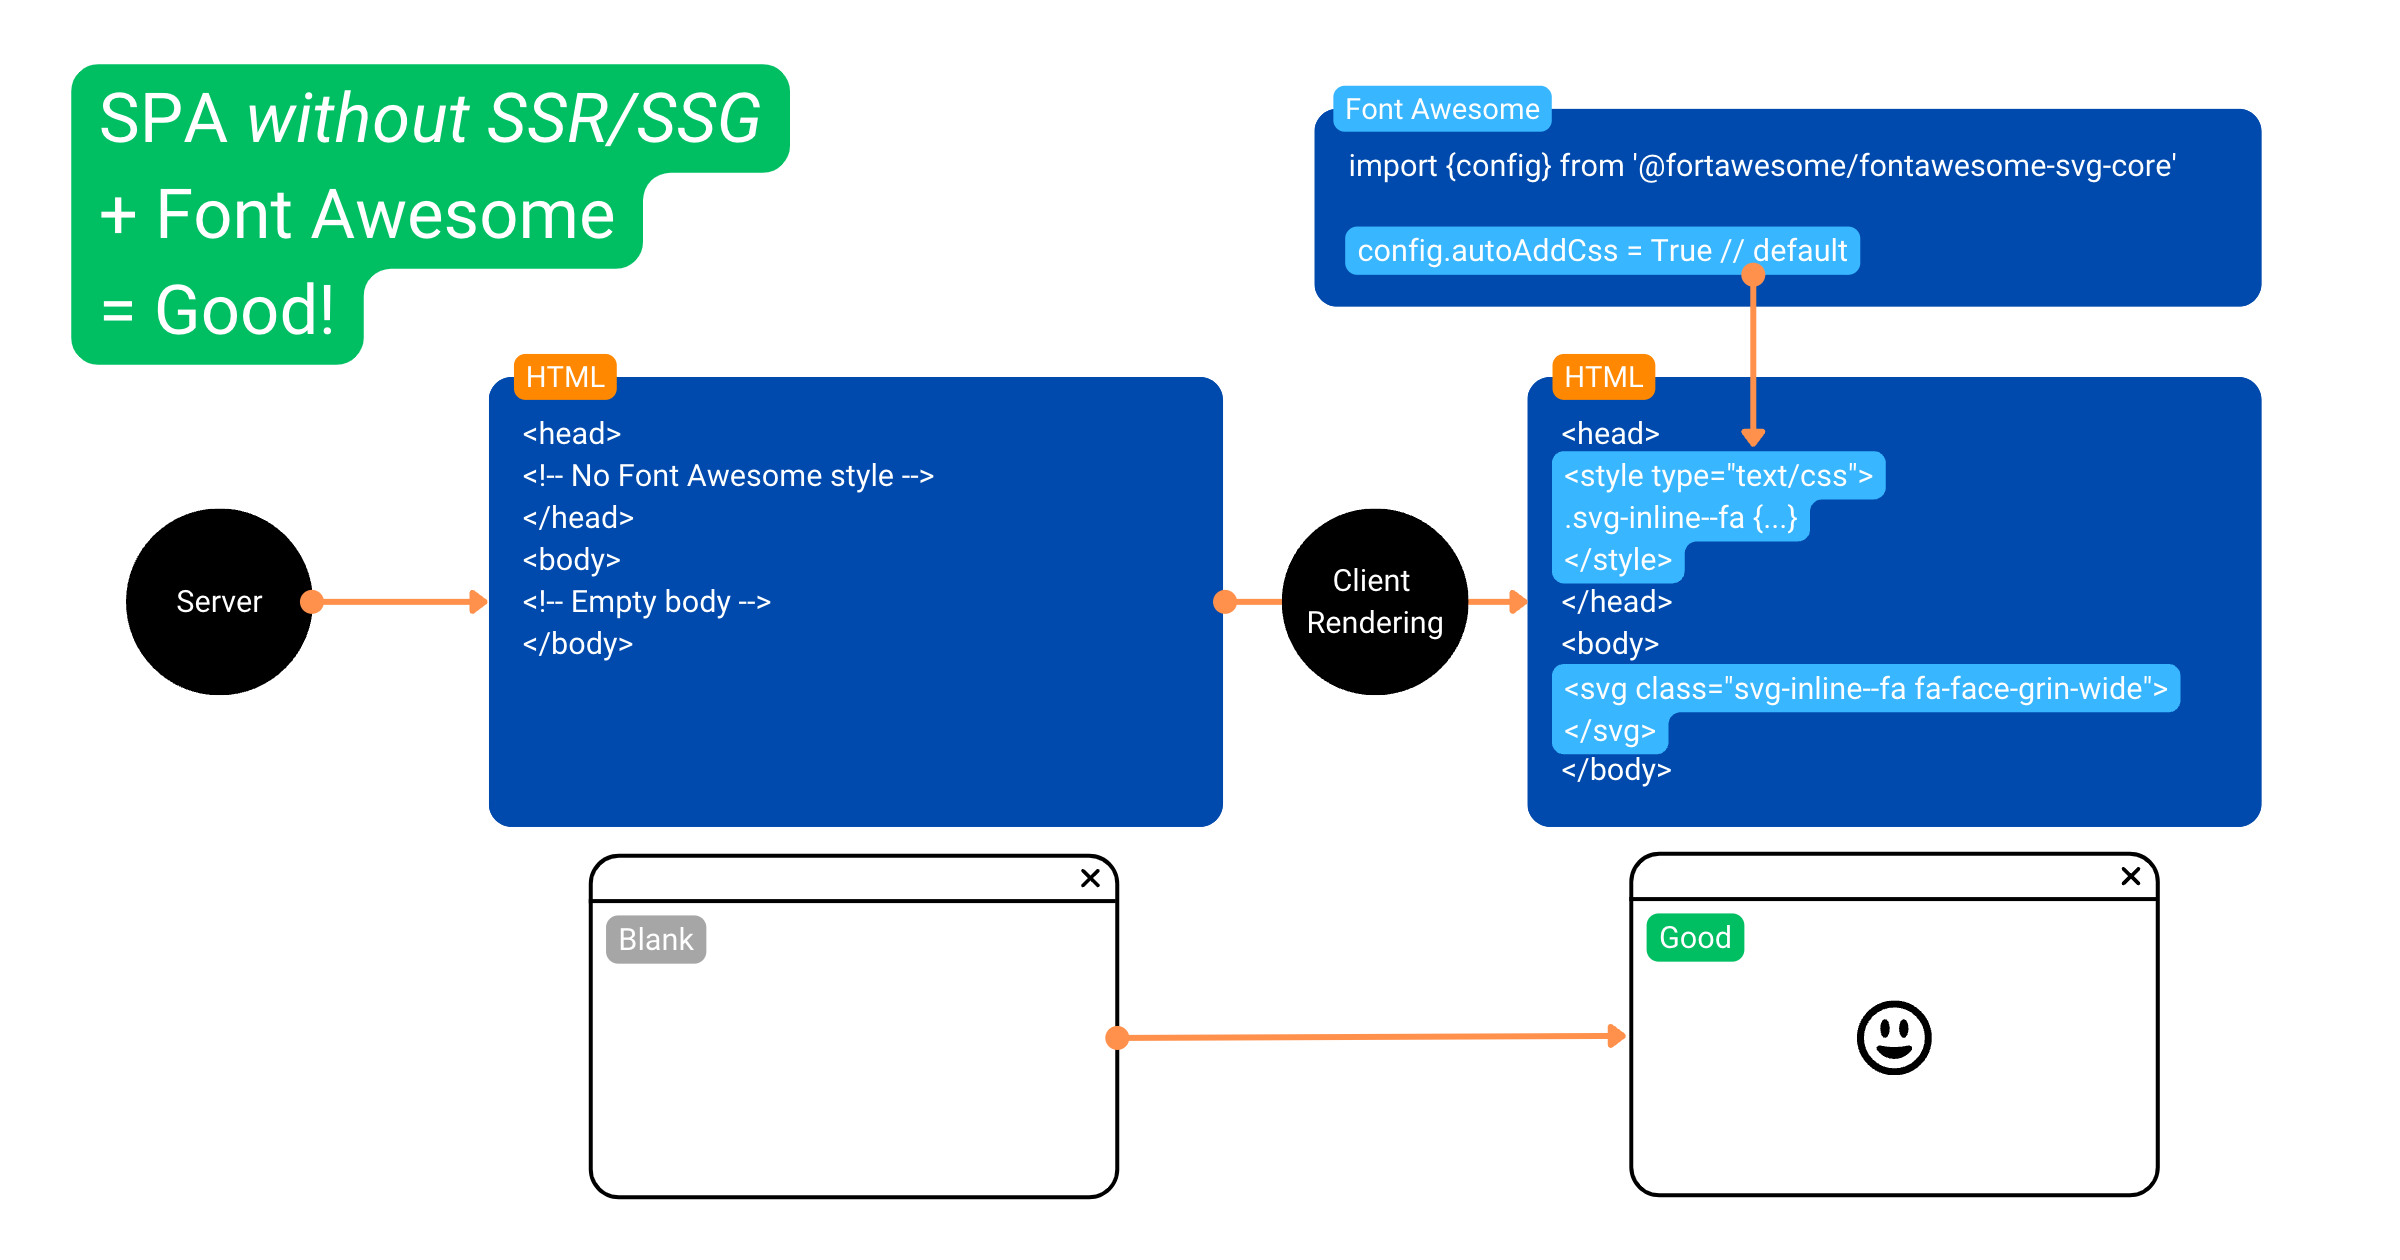 SPA without SSR/SSG
+ Font Awesome
= Good!
Font Awesome
import {config} from '@fortawesome/fontawesome-svg-core'
config.autoAddCss = True // default
Server
HTML
<head>
<!-- No Font Awesome style -->
</head>
<body>
<!-- Empty body -->
</body>
Client
Rendering
HTML
<head>
<style type="text/css">
.svg-inline--fa {...}
</style>
</head>
<body>
<svg class="svg-inline--fa fa-face-grin-wide">
</svg>
</body>
Blank
Good